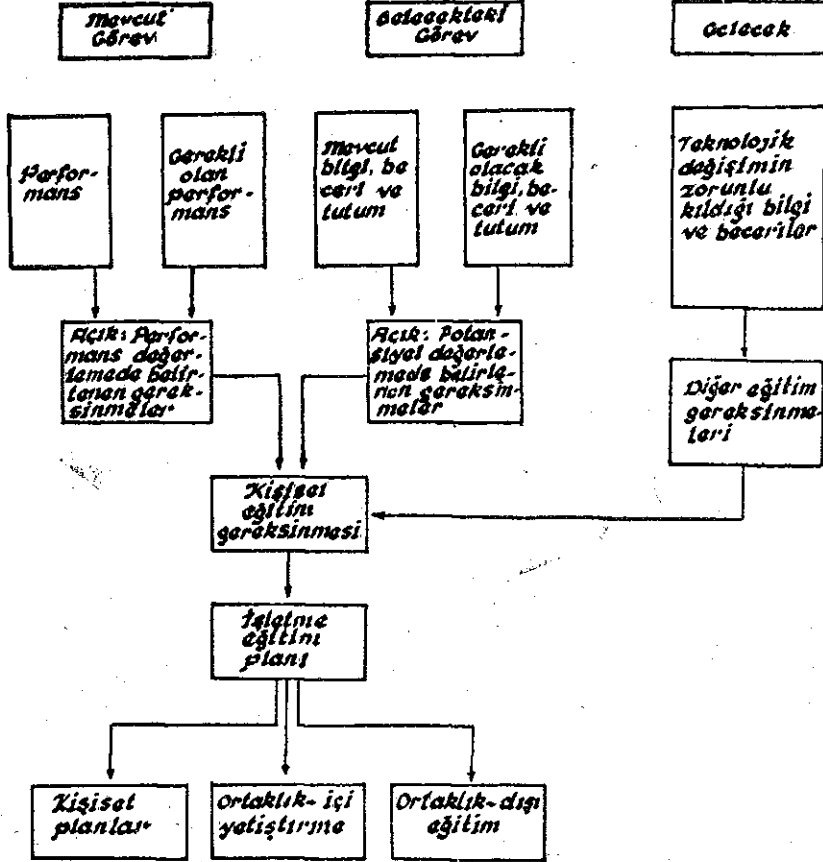 Mevcut
Görev
Gelecekteki
Görev
Gelecek
Perfor-
mans
Gerekli
olan
perfor-
mans
Mevcut
bilgi, be
ceri ve
tutum
Gerekli
olacak
bilgi, be-
ceri ve
tutum
Teknolojik
değişimin
zorunlu
kıldığı bilgi
ve beceriler
Açık: Perfor-
mans değer-
lemede belir-
lenen gerek-
sinmeler
Açık: Potan-
siyel değerle-
mede belirle-
nen gereksin-
meler
Diğer eğitim
gereksinme-
leri
Kişisel
eğitim
gereksinmesi
İşletme
eğitim
planı
Kişisel
planlar
Ortaklık-içi
yetiştirme
Ortaklık-dışı
eğitim